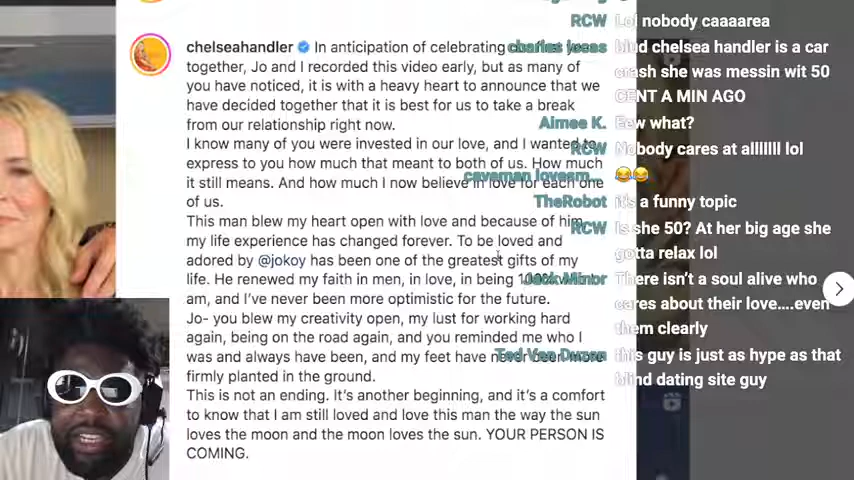 chelseahandler In anticipation of celebrating
together, Jo and I recorded this video early, but as many of
you have noticed, it is with a heavy heart to announce that we
have decided together that it is best for us to take a break
from our relationship right now.
I know many of you were invested in our love, and I wanted to
express to you how much that meant to both of us. How much
it still means. And how much I now believe in love for each one
of us.
This man blew my heart open with love and because of him,
my life experience has changed forever. To be loved and
adored by @jokoy has been one of the greatest gifts of my
life. He renewed my faith in men, in love, in being
am, and I've never been more optimistic for the future.
Jo- you blew my creativity open, my lust for working hard
again, being on the road again, and you reminded me who I
was and always have been, and my feet have never been more
firmly planted in the ground.
This is not an ending. It's another beginning, and it's a comfort
to know that I am still loved and love this man the way the sun
loves the moon and the moon loves the sun. YOUR PERSON IS
COMING.
RCW Lol nobody caaaarea
charles lucas blud chelsea handler is a car
crash she was messin wit 50
CENT A MIN AGO
Aimee K. Eew what?
RCW Nobody cares at alllllll lol
caveman lovesm... 😂😂
TheRobot it's a funny topic
RCW Is she 50? At her big age she
gotta relax lol
Jack Minor There isn't a soul alive who
cares about their love....even
them clearly
Ted Van Duzen this guy is just as hype as that
blind dating site guy